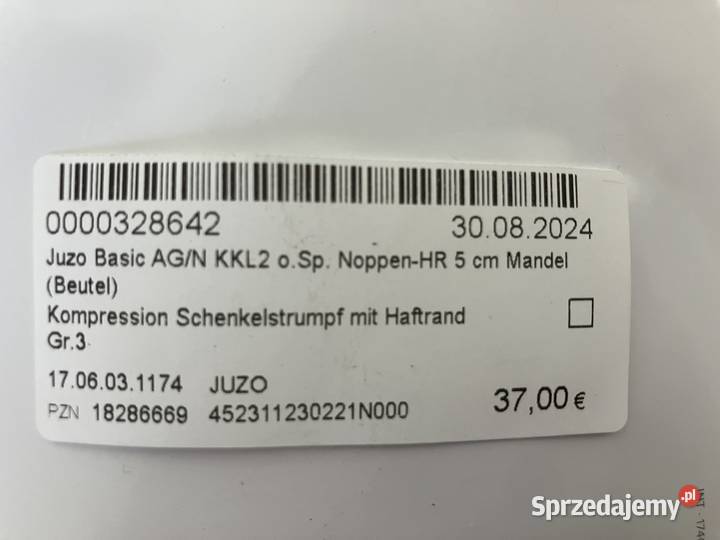 0000328642 30.08.2024
Juzo Basic AG/N KKL2 o.Sp. Noppen-HR 5 cm Mandel
(Beutel)
Kompression Schenkelstrumpf mit Haftrand
Gr.3
17.06.03.1174 JUZO
PZN 18286669 452311230221N000 37,00 €
Sprzedajemy.pl